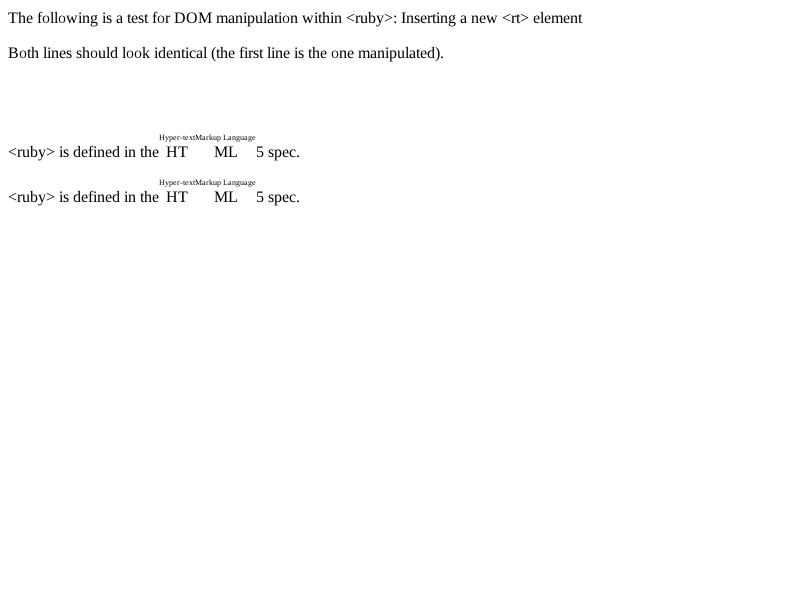 The following is a test for DOM manipulation within <ruby>: Inserting a new <rt> element
Both lines should look identical (the first line is the one manipulated).
Hyper-textMarkup Language
<ruby> is defined in the HT ML 5 spec.
Hyper-textMarkup Language
<ruby> is defined in the HT ML 5 spec.